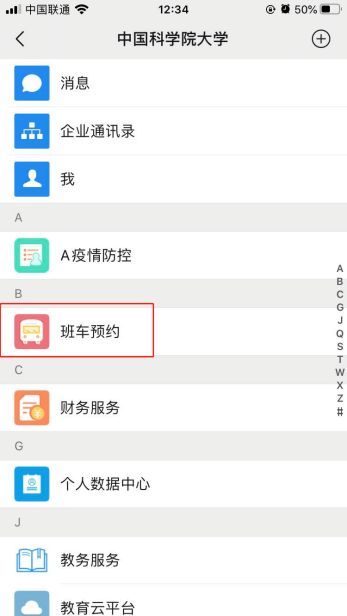 中国联通 12:34 50%
中国科学院大学
消息
企业通讯录
我
A
A疫情防控
B
班车预约
C
财务服务
G
个人数据中心
J
教务服务
教育云平台
A
B
C
G
J
Q
S
T
W
X
Z
#